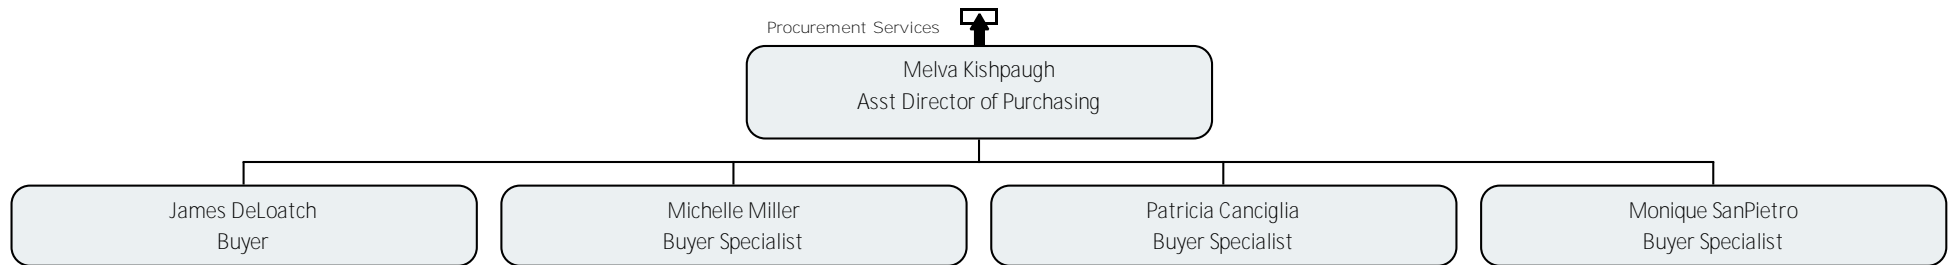 Procurement Services
Melva Kishpaugh
Asst Director of Purchasing
James DeLoatch
Buyer
Michelle Miller
Buyer Specialist
Patricia Canciglia
Buyer Specialist
Monique SanPietro
Buyer Specialist